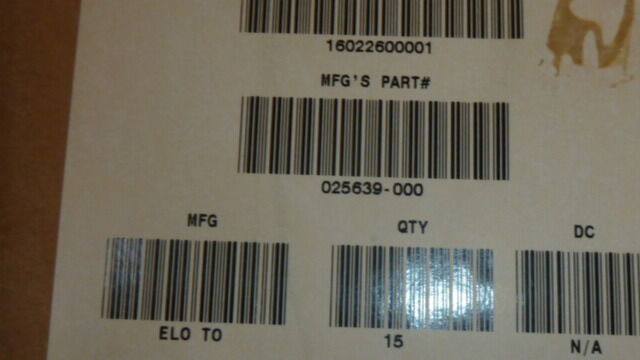 16022600001
MFG'S PART#
025639-000
MFG QTY DC
ELO TO 15 N/A